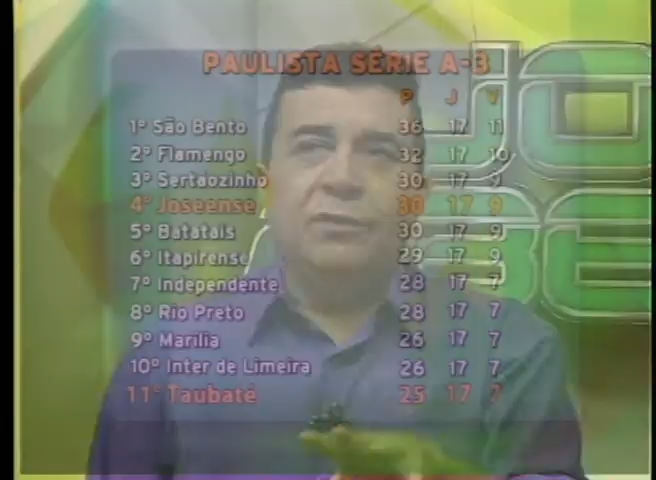 PAULISTA SÉRIE A-3
P J V
1º São Bento 36 17 11
2º Flamengo 32 17 10
3º Sertaozinho 30 17 9
4º Joseense 30 17 9
5º Batatais 30 17 9
6º Itapirense 29 17 9
7º Independente 28 17 7
8º Rio Preto 28 17 7
9º Marilia 26 17 7
10º Inter de Limeira 26 17 7
11º Taubaté 25 17 7